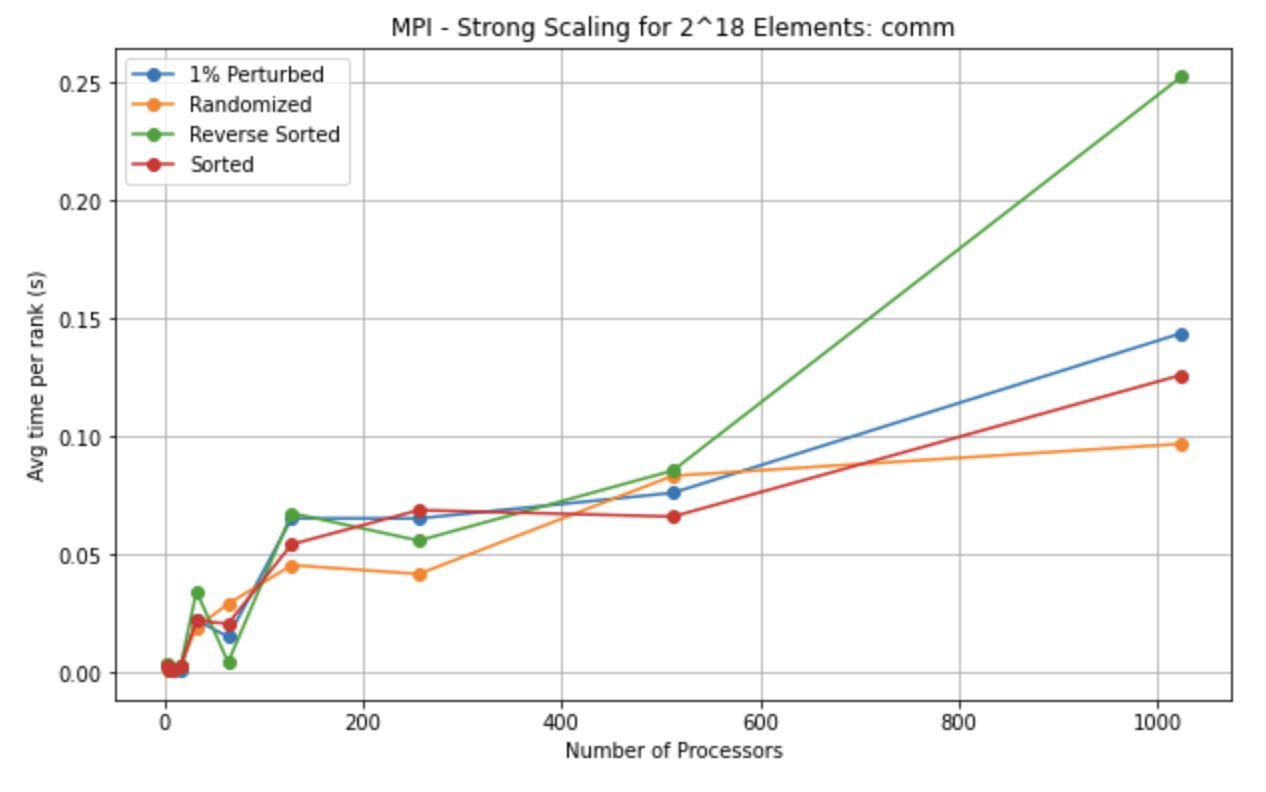 MPI - Strong Scaling for 2^18 Elements: comm
1% Perturbed
Randomized
Reverse Sorted
Sorted
0.25
0.20
0.15
0.10
0.05
0.00
Avg time per rank (s)
0 200 400 600 800 1000
Number of Processors